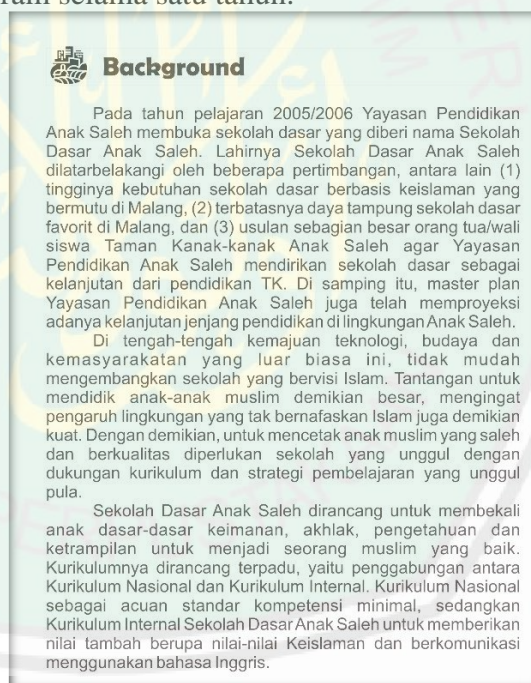 selama satu tahun.
Background
Pada tahun pelajaran 2005/2006 Yayasan Pendidikan
Anak Saleh membuka sekolah dasar yang diberi nama Sekolah
Dasar Anak Saleh. Lahirnya Sekolah Dasar Anak Saleh
dilatarbelakangi oleh beberapa pertimbangan, antara lain (1)
tingginya kebutuhan sekolah dasar berbasis keislaman yang
bermutu di Malang, (2) terbatasnya daya tampung sekolah dasar
favorit di Malang, dan (3) usulan sebagian besar orang tua/wali
siswa Taman Kanak-kanak Anak Saleh agar Yayasan
Pendidikan Anak Saleh mendirikan sekolah dasar sebagai
kelanjutan dari pendidikan TK. Di samping itu, master plan
Yayasan Pendidikan Anak Saleh juga telah memproyeksi
adanya kelanjutan jenjang pendidikan di lingkungan Anak Saleh.
Di tengah-tengah kemajuan teknologi, budaya dan
kemasyarakatan yang luar biasa ini, tidak mudah
mengembangkan sekolah yang bervisi Islam. Tantangan untuk
mendidik anak-anak muslim demikian besar, mengingat
pengaruh lingkungan yang tak bernafaskan Islam juga demikian
kuat. Dengan demikian, untuk mencetak anak muslim yang saleh
dan berkualitas diperlukan sekolah yang unggul dengan
dukungan kurikulum dan strategi pembelajaran yang unggul
pula.
Sekolah Dasar Anak Saleh dirancang untuk membekali
anak dasar-dasar keimanan, akhlak, pengetahuan dan
ketrampilan untuk menjadi seorang muslim yang baik.
Kurikulumnya dirancang terpadu, yaitu penggabungan antara
Kurikulum Nasional dan Kurikulum Internal. Kurikulum Nasional
sebagai acuan standar kompetensi minimal, sedangkan
Kurikulum Internal Sekolah Dasar Anak Saleh untuk memberikan
nilai tambah berupa nilai-nilai Keislaman dan berkomunikasi
menggunakan bahasa Inggris.